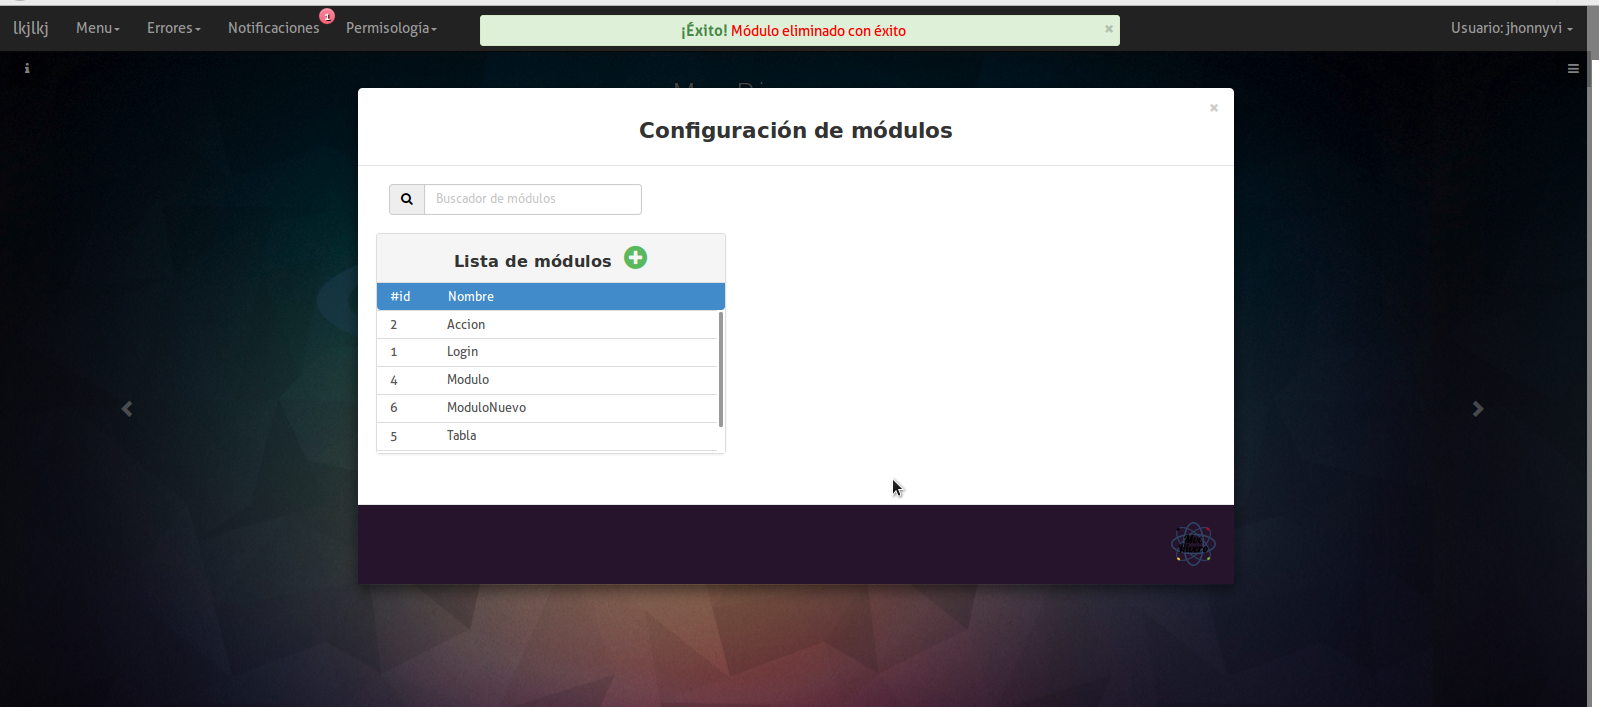 lkjlkj Menu Errores Notificaciones 1 Permisología ¡Éxito! Módulo eliminado con éxito × Usuario: jhonnyvi
Configuración de módulos ×
Buscador de módulos
Lista de módulos
#id Nombre
2 Accion
1 Login
4 Modulo
6 ModuloNuevo
5 Tabla